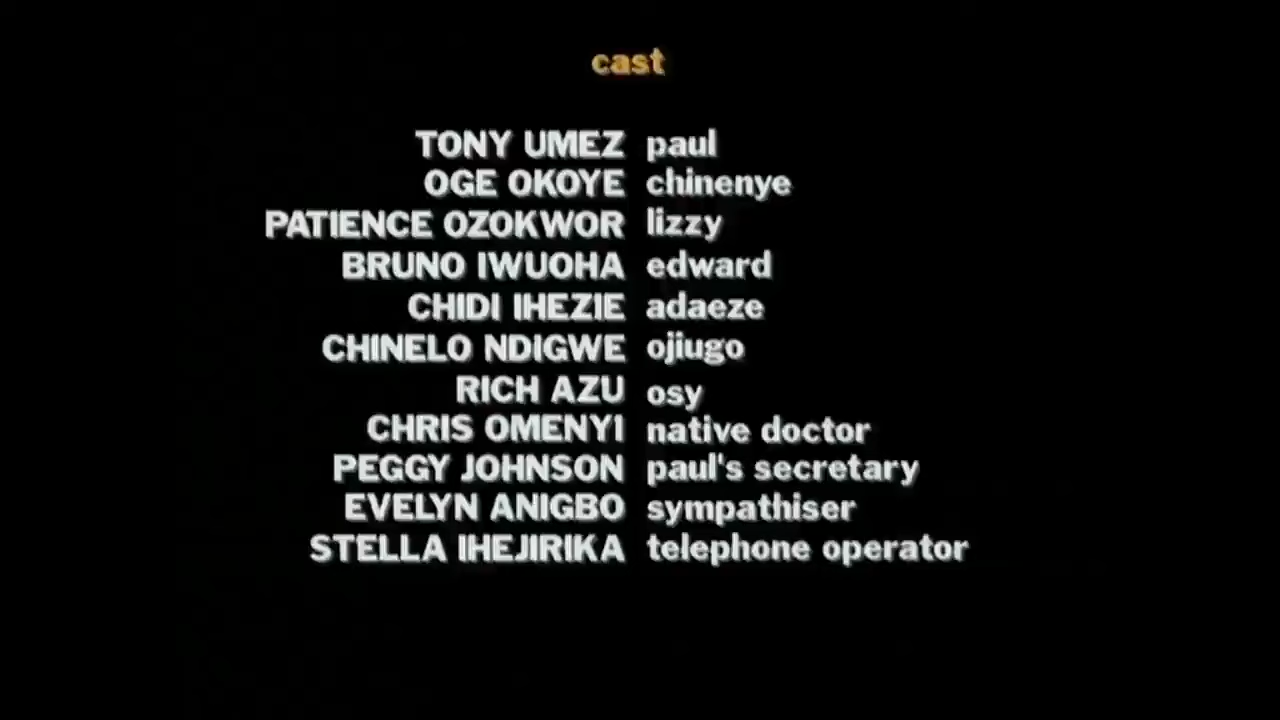 cast
TONY UMEZ paul
OGE OKOYE chinenye
PATIENCE OZOKWOR lizzy
BRUNO IWUOHA edward
CHIDI IHEZIE adaeze
CHINELO NDIGWE ojiugo
RICH AZU osy
CHRIS OMENYI native doctor
PEGGY JOHNSON paul's secretary
EVELYN ANIGBO sympathiser
STELLA IHEJIRIKA telephone operator